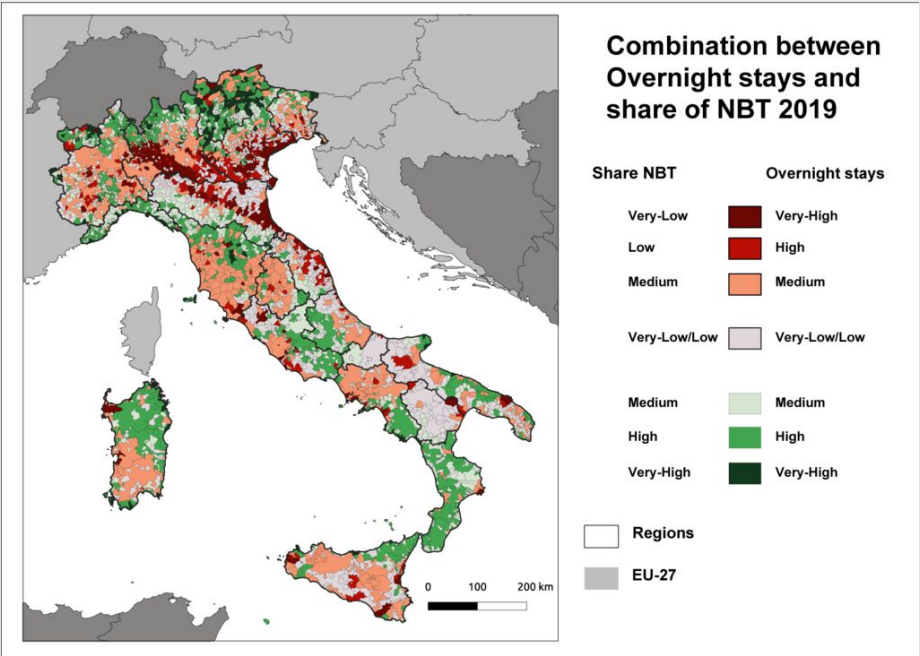 Combination between
Overnight stays and
share of NBT 2019
Share NBT Overnight stays
Very-Low Very-High
Low High
Medium Medium
Very-Low/Low Very-Low/Low
Medium Medium
High High
Very-High Very-High
Regions
EU-27
0 100 200 km